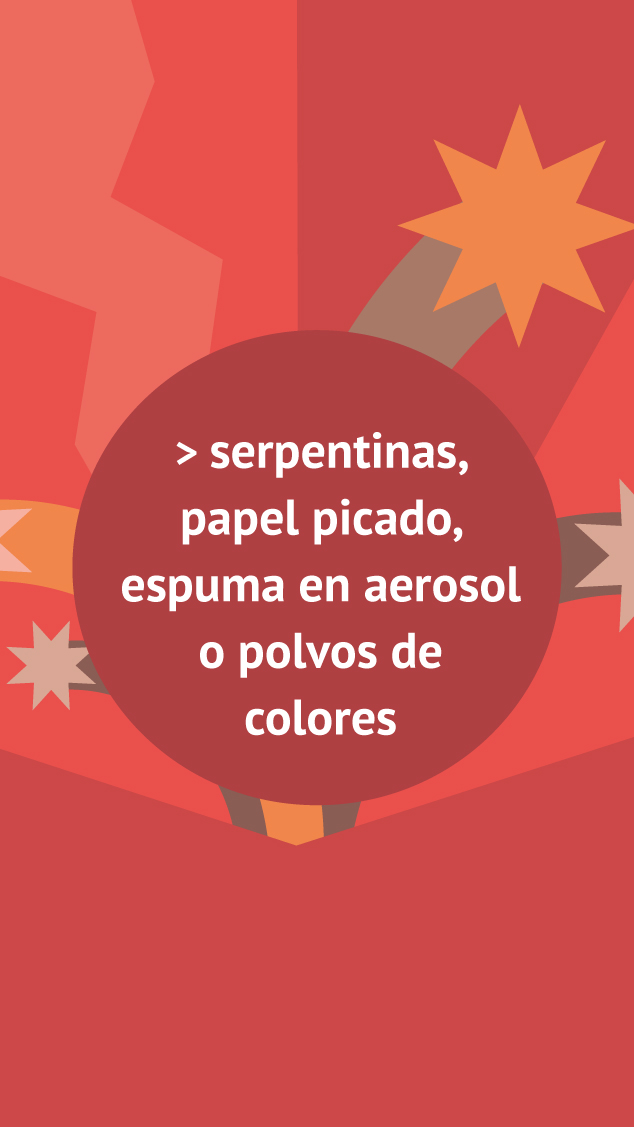 > serpentinas,
papel picado,
espuma en aerosol
o polvos de
colores